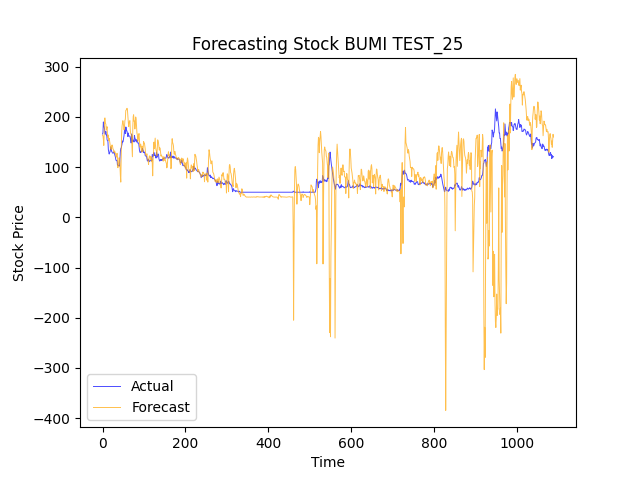 Forecasting Stock BUMI TEST_25
Stock Price
300
200
100
0
−100
−200
−300
−400
Actual
Forecast
0 200 400 600 800 1000
Time